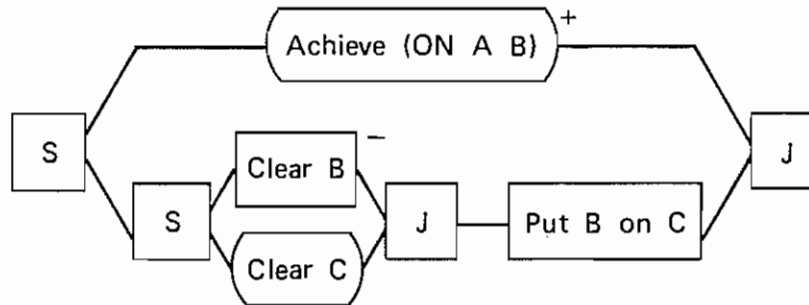 Achieve (ON A B) +
S
Clear B −
J
S
J
Put B on C
Clear C